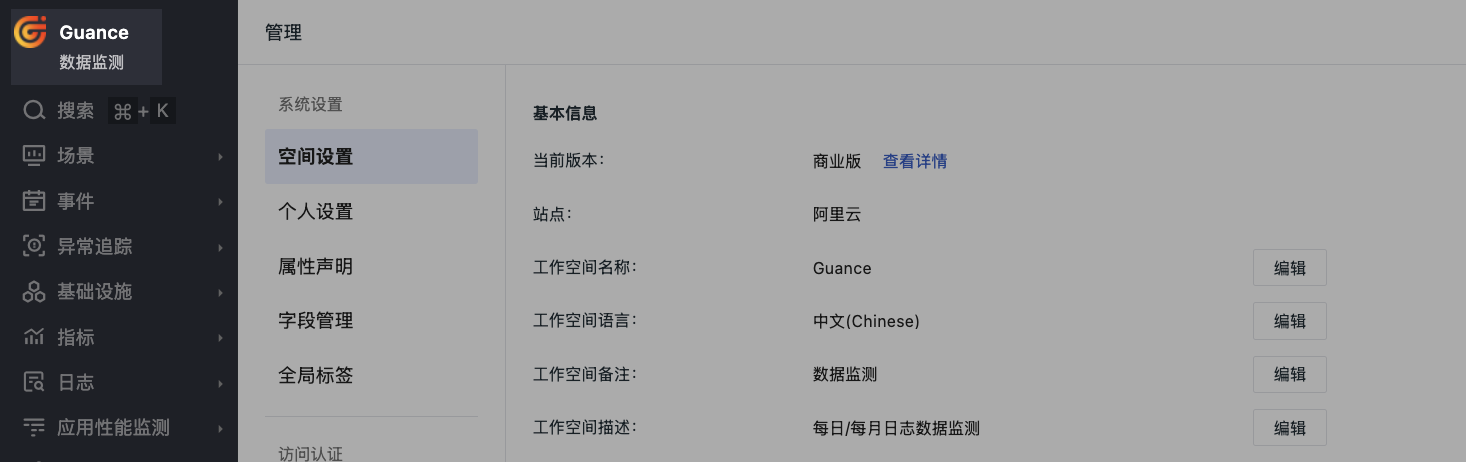 Guance
数据监测
搜索 ⌘ + K
场景
事件
异常追踪
基础设施
指标
日志
应用性能监测
管理
系统设置
空间设置
个人设置
属性声明
字段管理
全局标签
访问认证
基本信息
当前版本: 商业版 查看详情
站点: 阿里云
工作空间名称: Guance 编辑
工作空间语言: 中文(Chinese) 编辑
工作空间备注: 数据监测 编辑
工作空间描述: 每日/每月日志数据监测 编辑